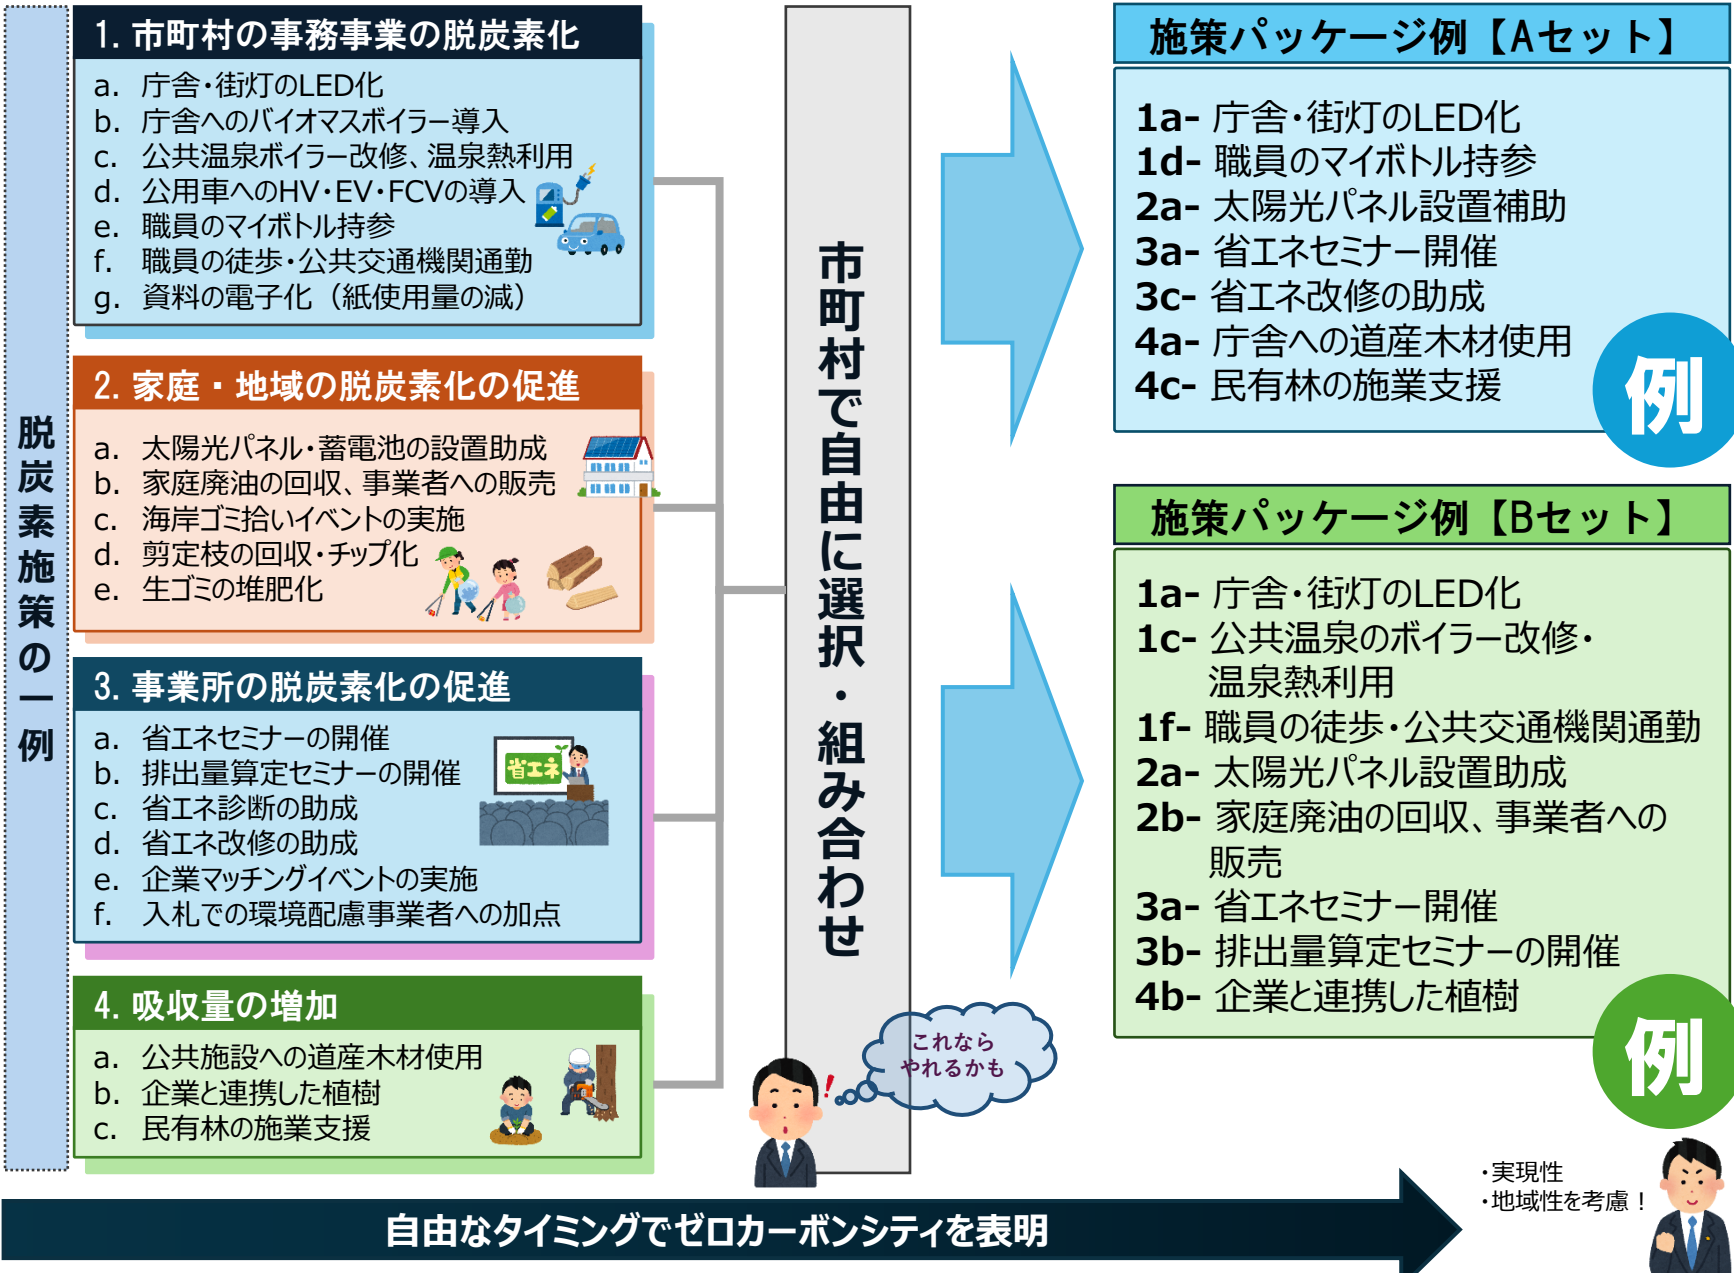 脱炭素施策の一例
1. 市町村の事務事業の脱炭素化
a. 庁舎・街灯のLED化
b. 庁舎へのバイオマスボイラー導入
c. 公共温泉ボイラー改修、温泉熱利用
d. 公用車へのHV・EV・FCVの導入
e. 職員のマイボトル持参
f. 職員の徒歩・公共交通機関通勤
g. 資料の電子化（紙使用量の減）
2. 家庭・地域の脱炭素化の促進
a. 太陽光パネル・蓄電池の設置助成
b. 家庭廃油の回収、事業者への販売
c. 海岸ゴミ拾いイベントの実施
d. 剪定枝の回収・チップ化
e. 生ゴミの堆肥化
3. 事業所の脱炭素化の促進
a. 省エネセミナーの開催
b. 排出量算定セミナーの開催
c. 省エネ診断の助成
d. 省エネ改修の助成
e. 企業マッチングイベントの実施
f. 入札での環境配慮事業者への加点
省エネ
4. 吸収量の増加
a. 公共施設への道産木材使用
b. 企業と連携した植樹
c. 民有林の施業支援
市町村で自由に選択・組み合わせ
これなら
やれるかも
施策パッケージ例【Aセット】
1a- 庁舎・街灯のLED化
1d- 職員のマイボトル持参
2a- 太陽光パネル設置補助
3a- 省エネセミナー開催
3c- 省エネ改修の助成
4a- 庁舎への道産木材使用
4c- 民有林の施業支援
例
施策パッケージ例【Bセット】
1a- 庁舎・街灯のLED化
1c- 公共温泉のボイラー改修・
温泉熱利用
1f- 職員の徒歩・公共交通機関通勤
2a- 太陽光パネル設置助成
2b- 家庭廃油の回収、事業者への
販売
3a- 省エネセミナー開催
3b- 排出量算定セミナーの開催
4b- 企業と連携した植樹
例
・実現性
・地域性を考慮！
自由なタイミングでゼロカーボンシティを表明